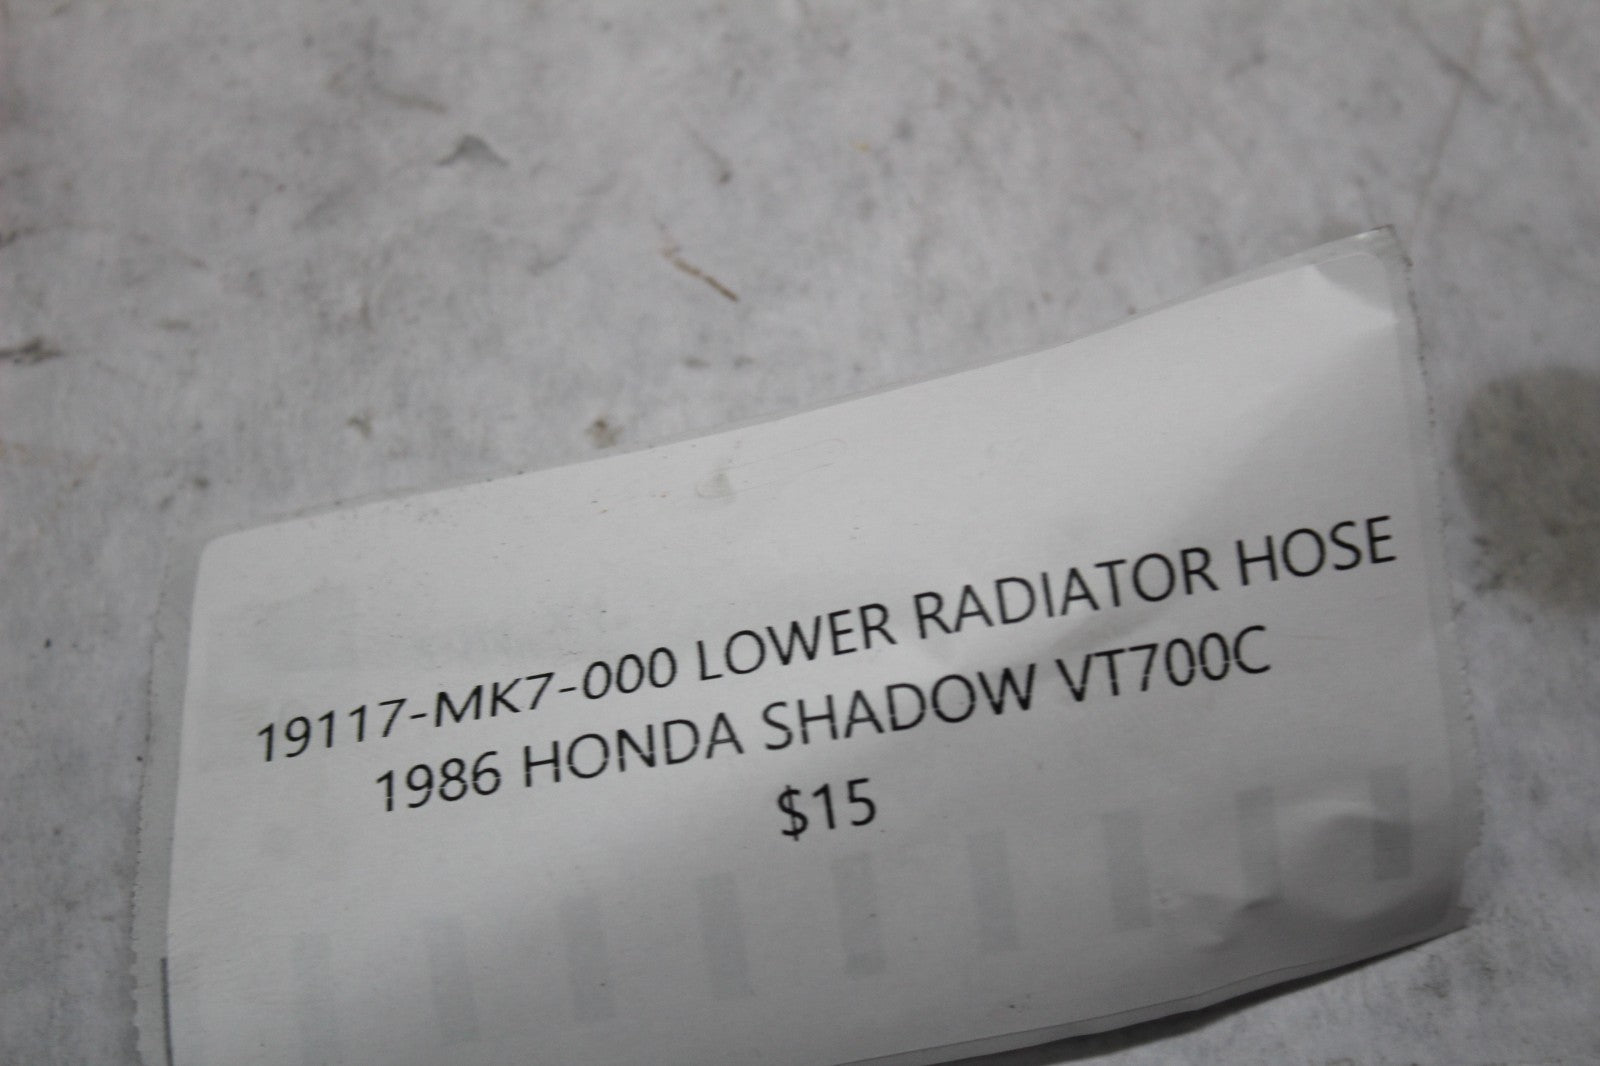 19117-MK7-000 LOWER RADIATOR HOSE
1986 HONDA SHADOW VT700C
$15